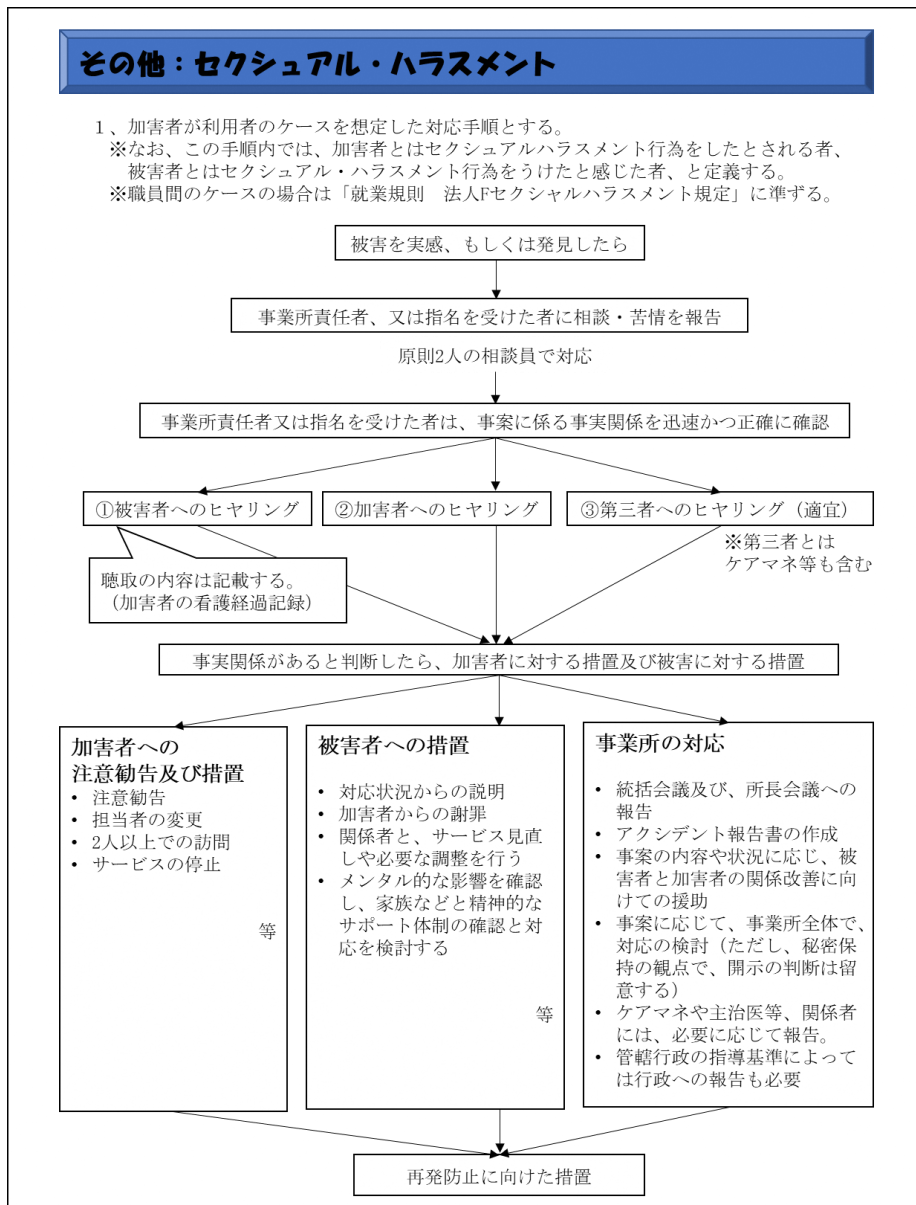 その他：セクシュアル・ハラスメント
１、加害者が利用者のケースを想定した対応手順とする。
※なお、この手順内では、加害者とはセクシュアルハラスメント行為をしたとされる者、
被害者とはセクシュアル・ハラスメント行為をうけたと感じた者、と定義する。
※職員間のケースの場合は「就業規則　法人Fセクシャルハラスメント規定」に準ずる。
被害を実感、もしくは発見したら
事業所責任者、又は指名を受けた者に相談・苦情を報告
原則2人の相談員で対応
事業所責任者又は指名を受けた者は、事案に係る事実関係を迅速かつ正確に確認
①被害者へのヒヤリング
②加害者へのヒヤリング
③第三者へのヒヤリング（適宜）
※第三者とは
ケアマネ等も含む
聴取の内容は記載する。
（加害者の看護経過記録）
事実関係があると判断したら、加害者に対する措置及び被害に対する措置
加害者への
注意勧告及び措置
• 注意勧告
• 担当者の変更
• 2人以上での訪問
• サービスの停止
等
被害者への措置
• 対応状況からの説明
• 加害者からの謝罪
• 関係者と、サービス見直
しや必要な調整を行う
• メンタル的な影響を確認
し、家族などと精神的な
サポート体制の確認と対
応を検討する
等
事業所の対応
• 統括会議及び、所長会議への
報告
• アクシデント報告書の作成
• 事案の内容や状況に応じ、被
害者と加害者の関係改善に向
けての援助
• 事案に応じて、事業所全体で、
対応の検討（ただし、秘密保
持の観点で、開示の判断は留
意する）
• ケアマネや主治医等、関係者
には、必要に応じて報告。
• 管轄行政の指導基準によって
は行政への報告も必要
再発防止に向けた措置